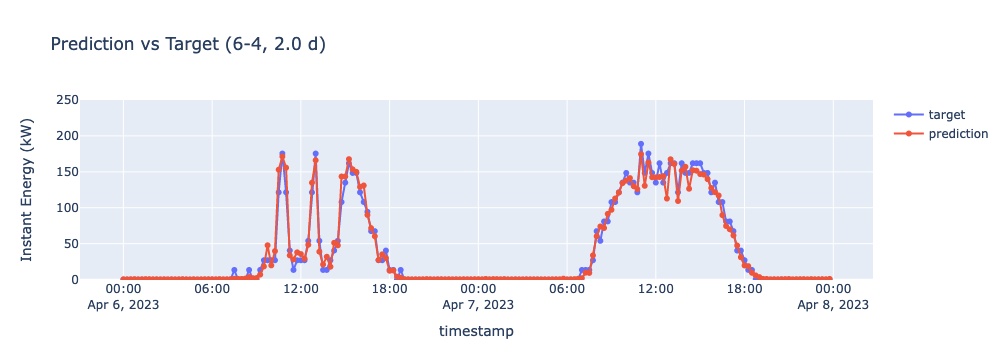 Prediction vs Target (6-4, 2.0 d)
Instant Energy (kW)
250
200
150
100
50
0
00:00 06:00 12:00 18:00 00:00 06:00 12:00 18:00 00:00
Apr 6, 2023 Apr 7, 2023 Apr 8, 2023
timestamp
target
prediction